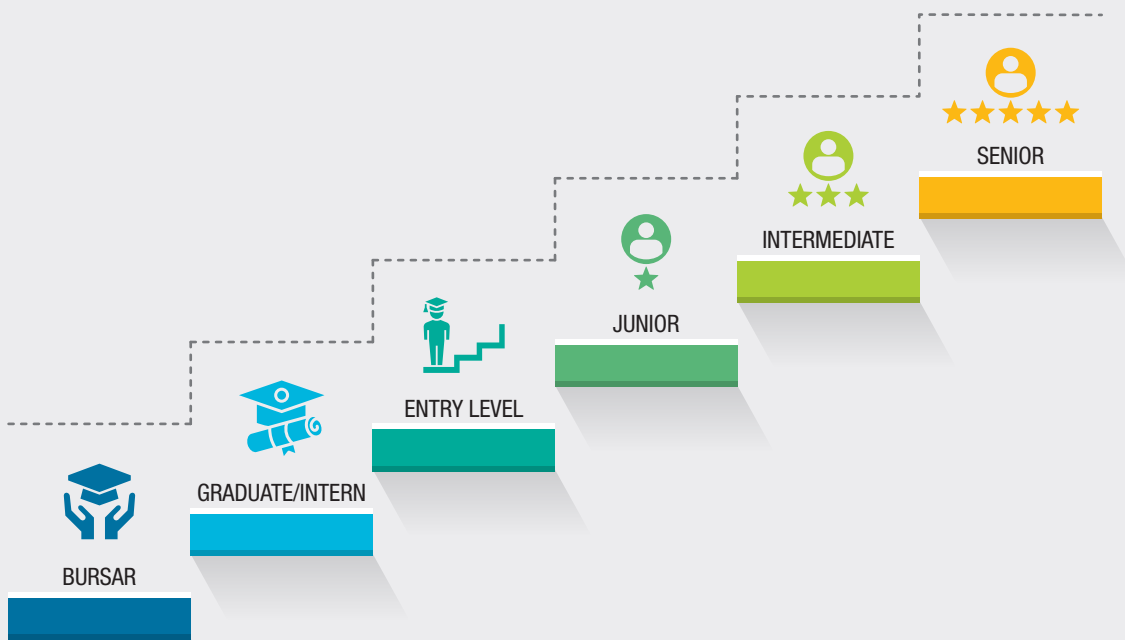 SENIOR
INTERMEDIATE
JUNIOR
ENTRY LEVEL
GRADUATE/INTERN
BURSAR